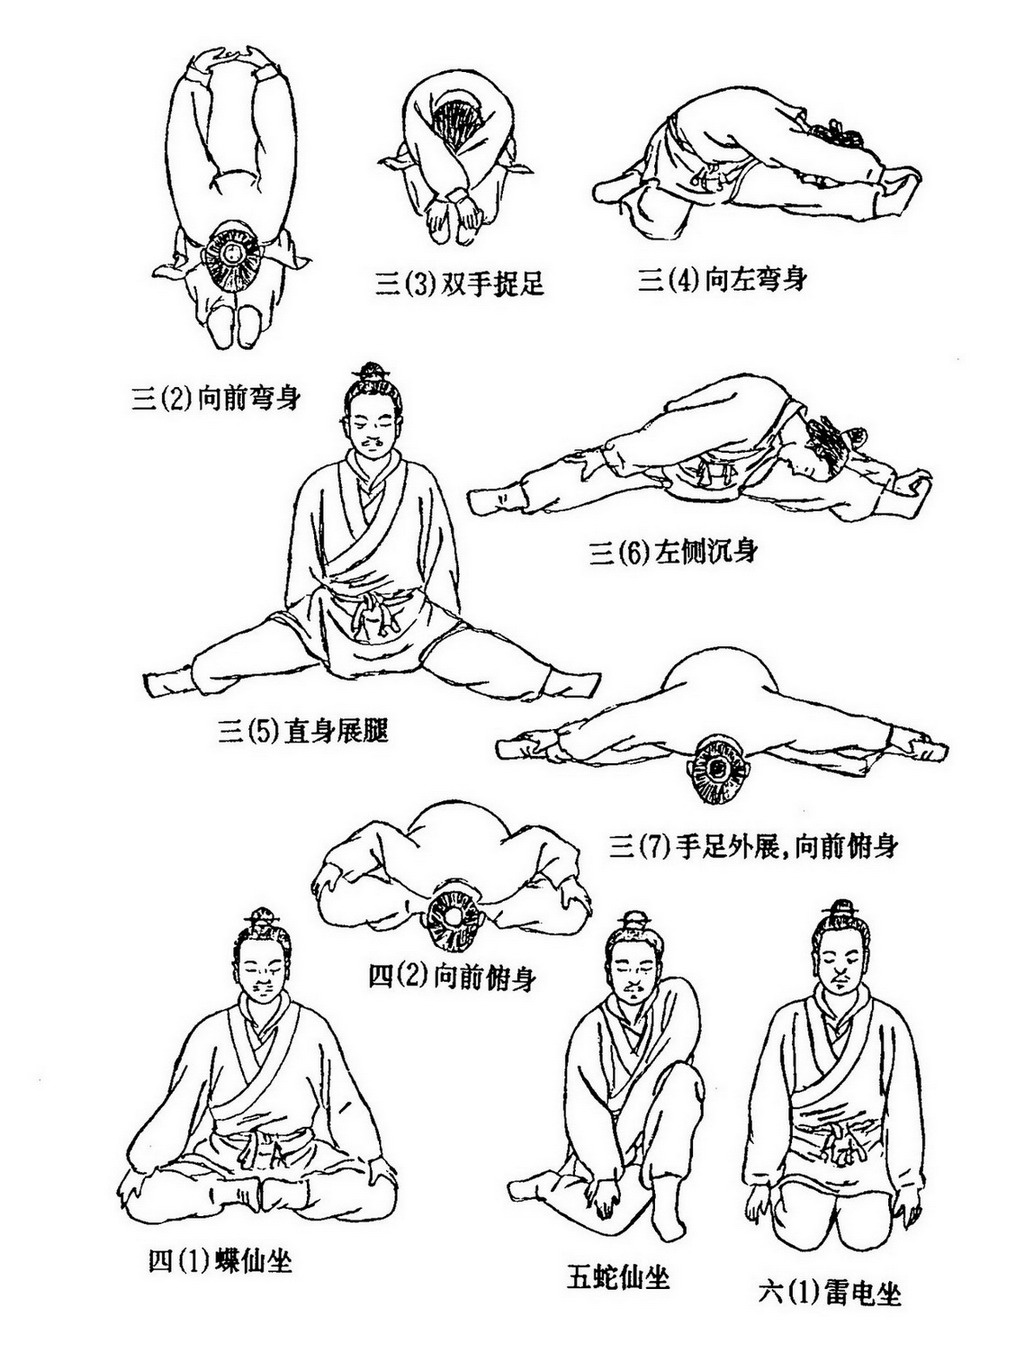 三(3)双手捉足
三(4)向左弯身
三(2)向前弯身
三(6)左侧沉身
三(5)直身展腿
三(7)手足外展,向前俯身
四(2)向前俯身
四(1)蝶仙坐
五蛇仙坐
六(1)雷电坐